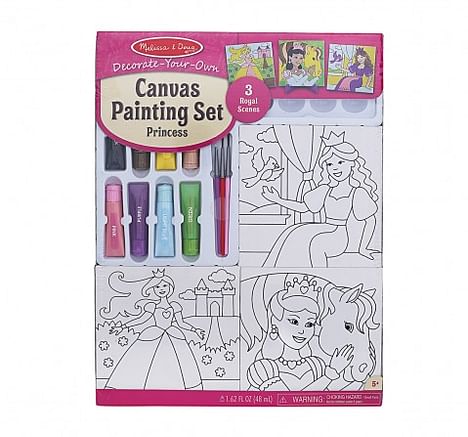 Melissa & Doug
Decorate-Your-Own
Canvas
Painting Set
Princess
3
Royal
Scenes
PINK
PURPLE
LIGHT BLUE
GREEN
5+
1.62 FL OZ (48 mL)
WARNING:
CHOKING HAZARD